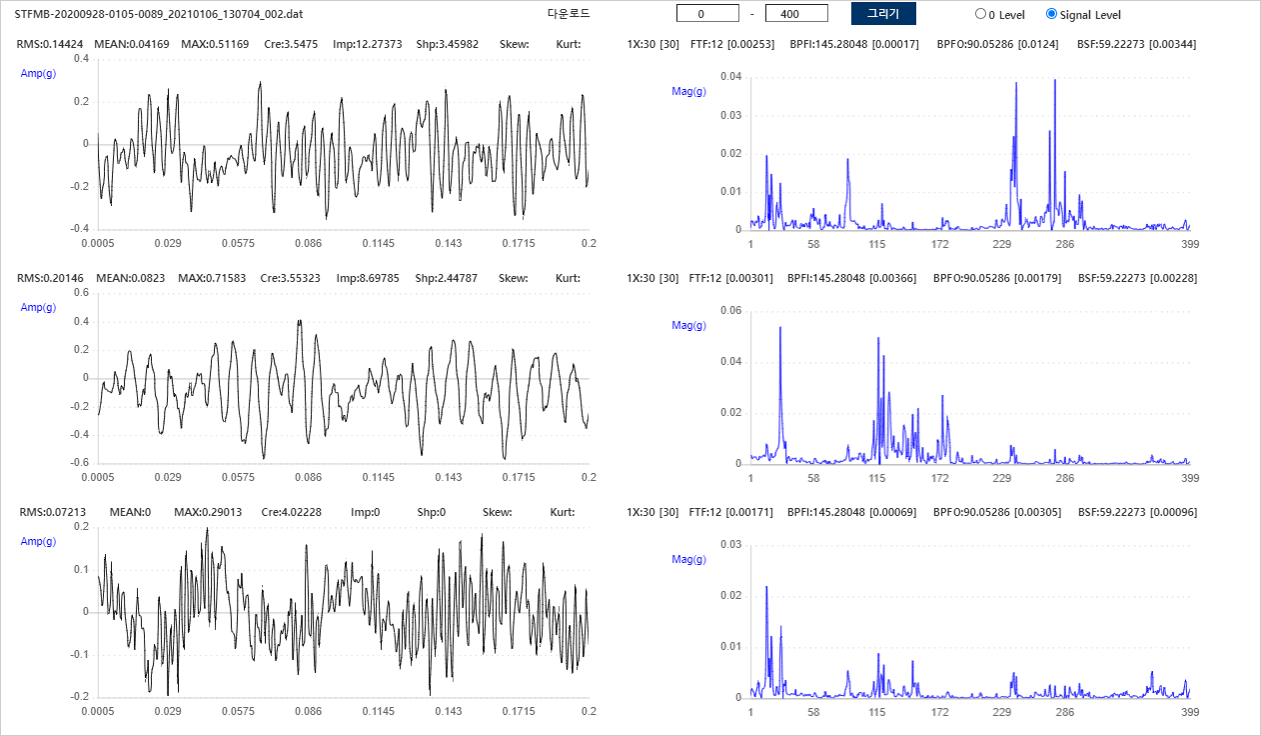 STFMB-20200928-0105-0089_20210106_130704_002.dat 다운로드 0 - 400 그리기 0 Level Signal Level
RMS:0.14424 MEAN:0.04169 MAX:0.51169 Cre:3.5475 Imp:12.27373 Shp:3.45982 Skew: Kurt:
Amp(g)
0.4
0.2
0
-0.2
-0.4
0.0005 0.029 0.0575 0.086 0.1145 0.143 0.1715 0.2
1X:30 [30] FTF:12 [0.00253] BPFI:145.28048 [0.00017] BPFO:90.05286 [0.0124] BSF:59.22273 [0.00344]
Mag(g)
0.04
0.03
0.02
0.01
0
1 58 115 172 229 286 399
RMS:0.20146 MEAN:0.0823 MAX:0.71583 Cre:3.55323 Imp:8.69785 Shp:2.44787 Skew: Kurt:
Amp(g)
0.6
0.4
0.2
0
-0.2
-0.4
-0.6
0.0005 0.029 0.0575 0.086 0.1145 0.143 0.1715 0.2
1X:30 [30] FTF:12 [0.00301] BPFI:145.28048 [0.00366] BPFO:90.05286 [0.00179] BSF:59.22273 [0.00228]
Mag(g)
0.06
0.04
0.02
0
1 58 115 172 229 286 399
RMS:0.07213 MEAN:0 MAX:0.29013 Cre:4.02228 Imp:0 Shp:0 Skew: Kurt:
Amp(g)
0.2
0.1
0
-0.1
-0.2
0.0005 0.029 0.0575 0.086 0.1145 0.143 0.1715 0.2
1X:30 [30] FTF:12 [0.00171] BPFI:145.28048 [0.00069] BPFO:90.05286 [0.00305] BSF:59.22273 [0.00096]
Mag(g)
0.03
0.02
0.01
0
1 58 115 172 229 286 399